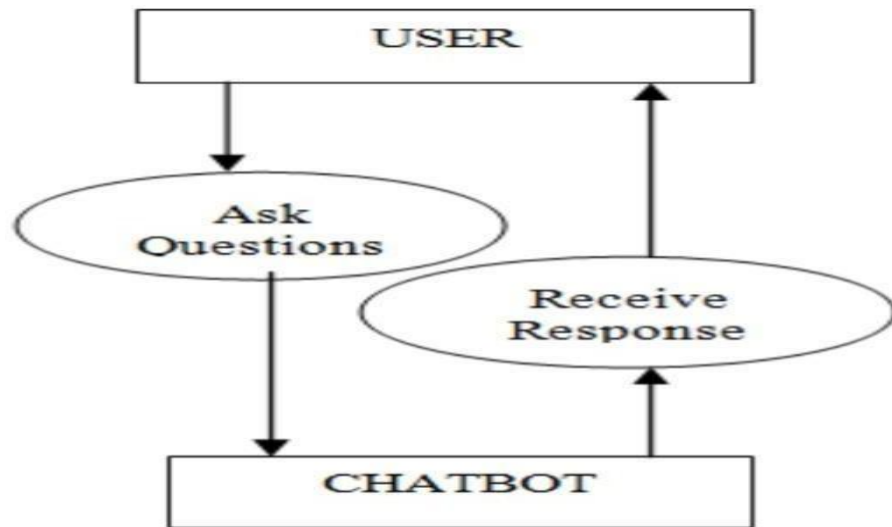 USER
Ask
Questions
Receive
Response
CHATBOT